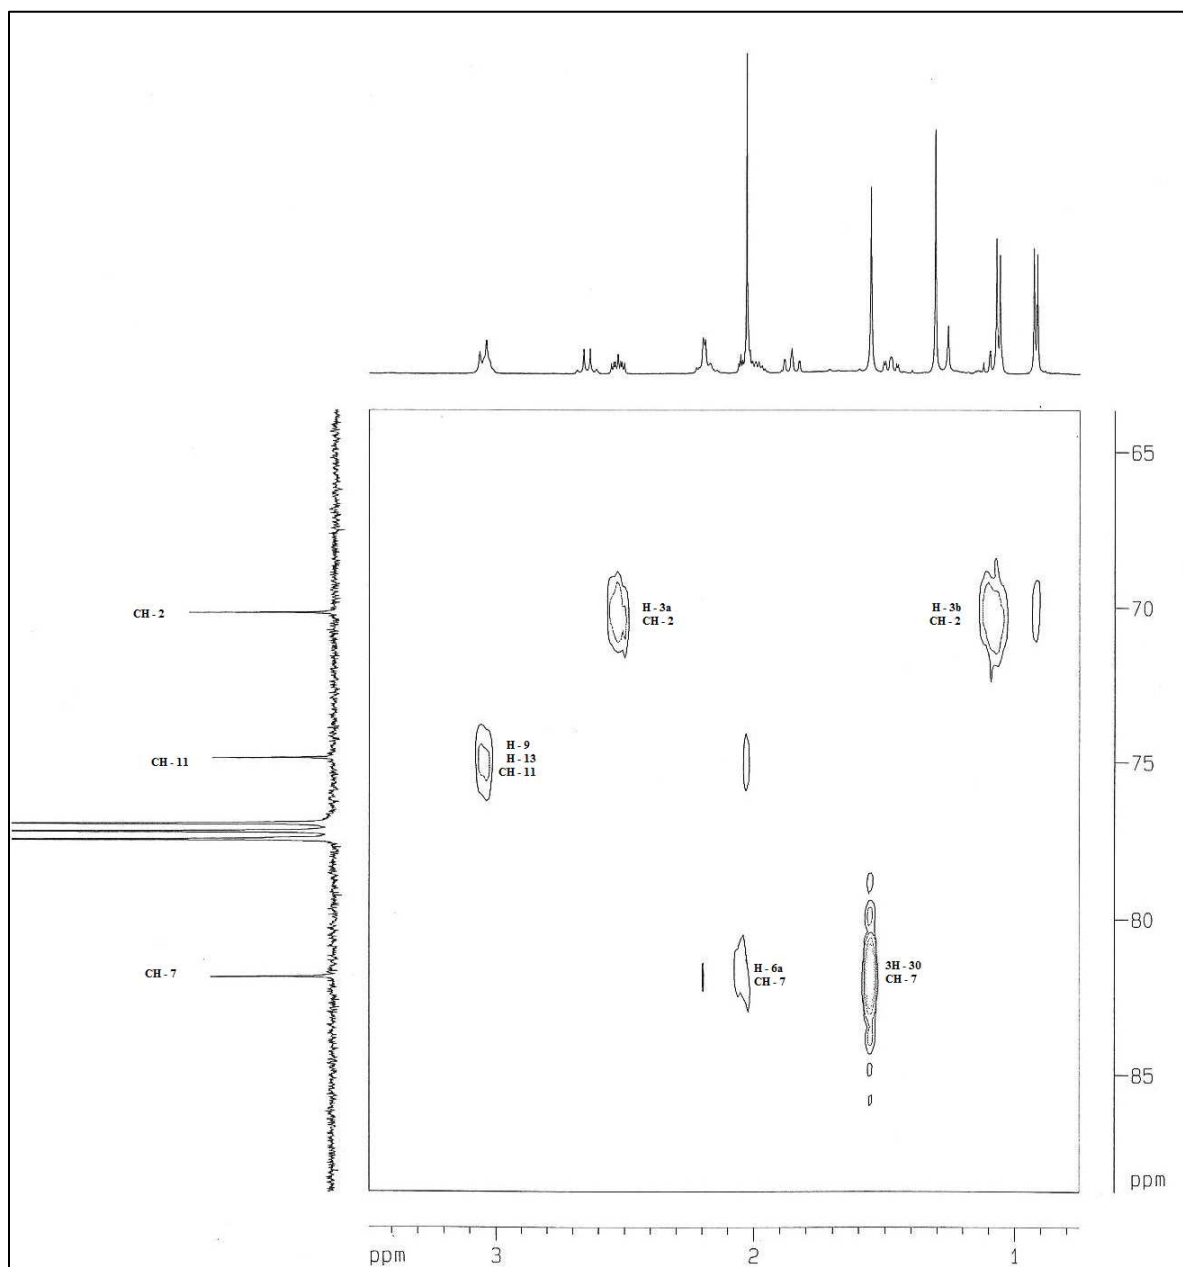 65
CH - 2
70
H - 3a
CH - 2
H - 3b
CH - 2
CH - 11
75
H - 9
H - 13
CH - 11
80
CH - 7
H - 6a
CH - 7
3H - 30
CH - 7
85
ppm
ppm 3 2 1